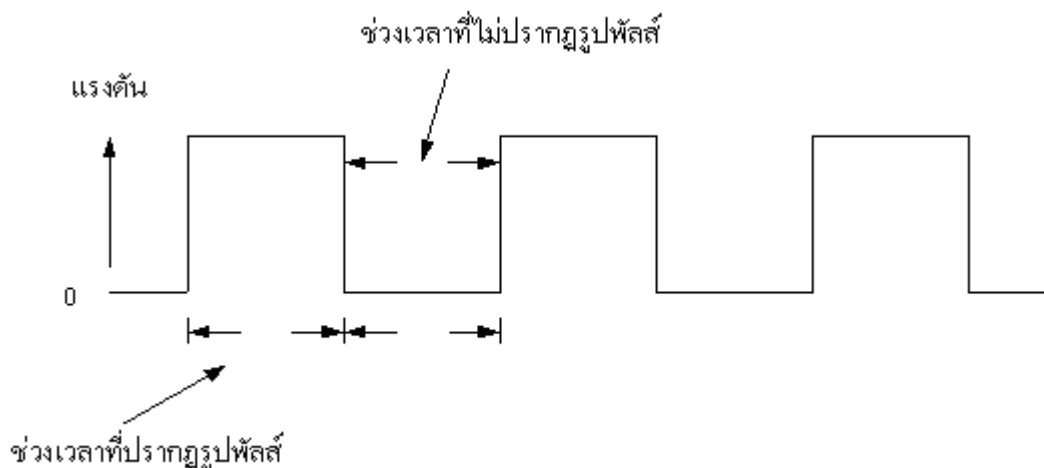 ช่วงเวลาที่ไม่ปรากฏรูปพัลส์
แรงดัน
0
ช่วงเวลาที่ปรากฏรูปพัลส์